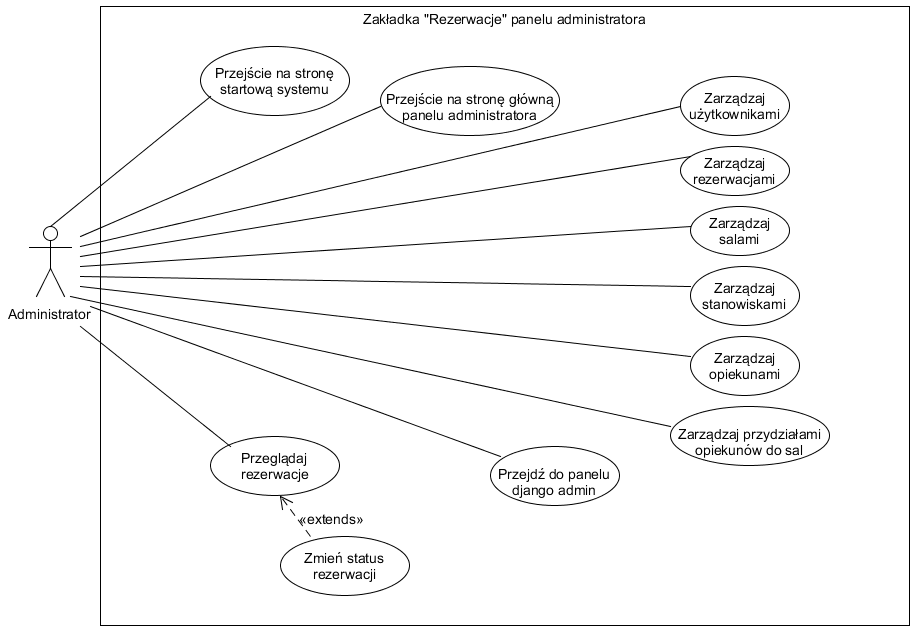 Zakładka "Rezerwacje" panelu administratora
Przejście na stronę
startową systemu
Przejście na stronę główną
panelu administratora
Zarządzaj
użytkownikami
Zarządzaj
rezerwacjami
Zarządzaj
salami
Zarządzaj
stanowiskami
Administrator
Zarządzaj
opiekunami
Zarządzaj przydziałami
opiekunów do sal
Przeglądaj
rezerwacje
Przejdź do panelu
django admin
«extends»
Zmień status
rezerwacji